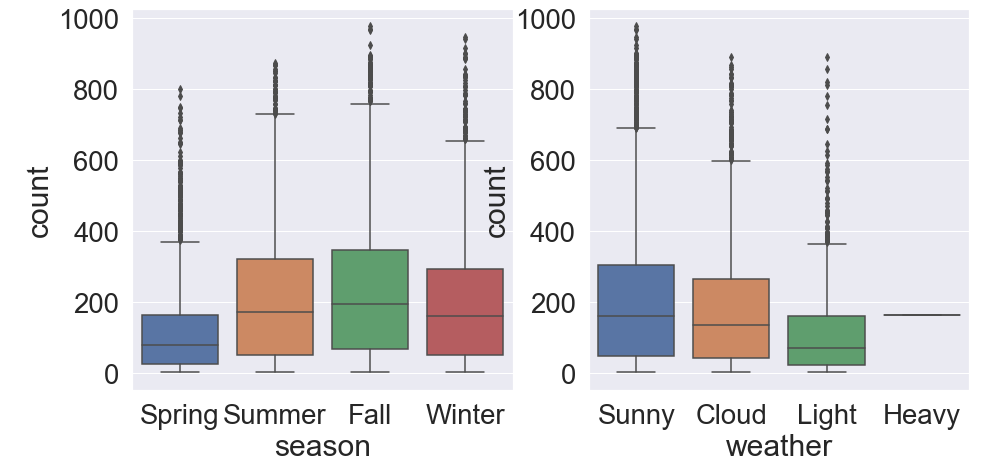 1000
800
600
400
200
0
count
Spring Summer Fall Winter
season
1000
800
600
400
200
0
count
Sunny Cloud Light Heavy
weather